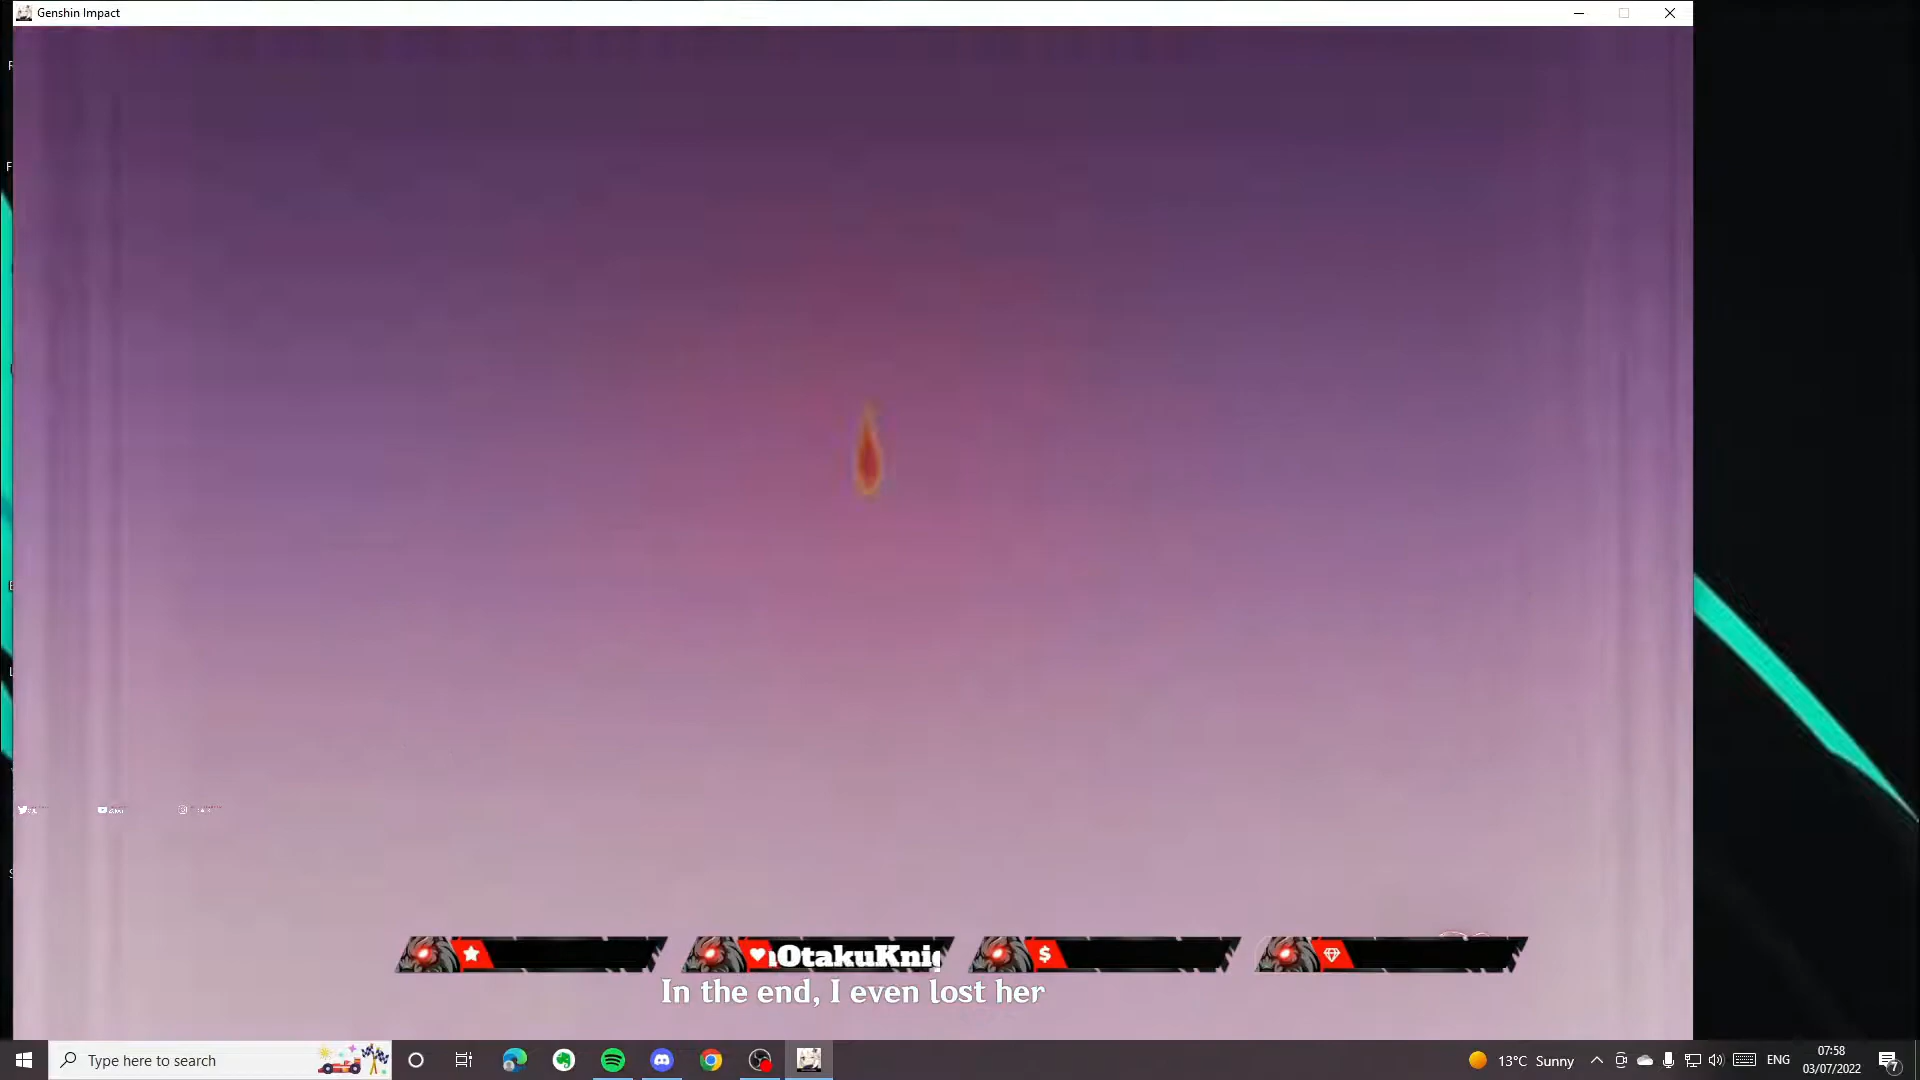 Genshin Impact
OtakuKni
In the end, I even lost her
Type here to search
13°C Sunny
ENG
07:58
03/07/2022
7